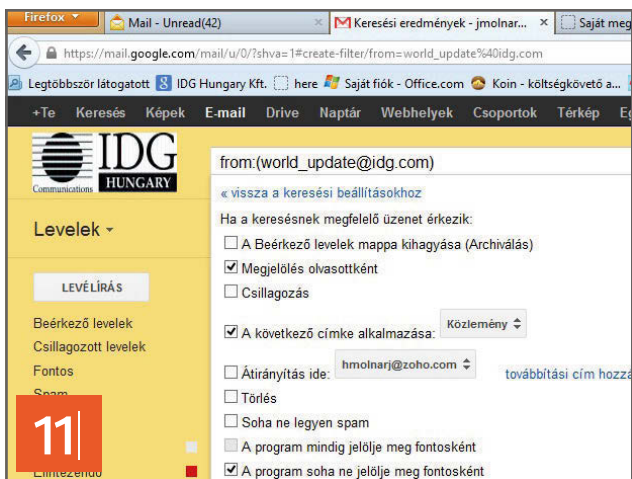 Firefox
Mail - Unread(42)
Keresési eredmények - jmolnar...
Saját meg
https://mail.google.com/mail/u/0/?shva=1#create-filter/from=world_update%40idg.com
Legtöbbször látogatott
IDG Hungary Kft.
here
Saját fiók - Office.com
Koin - költségkövető a...
+Te Keresés Képek E-mail Drive Naptár Webhelyek Csoportok Térkép
IDG
Communications HUNGARY
from:(world_update@idg.com)
« vissza a keresési beállításokhoz
Ha a keresésnek megfelelő üzenet érkezik:
Levelek
A Beérkező levelek mappa kihagyása (Archiválás)
Megjelölés olvasottként
LEVÉLÍRÁS
Csillagozás
Beérkező levelek
A következő címke alkalmazása: Közlemény
Csillagozott levelek
Fontos
Átirányítás ide: hmolnarj@zoho.com
továbbítási cím hozzá
Spam
Törlés
Soha ne legyen spam
11
A program mindig jelölje meg fontosként
Elintézendő
A program soha ne jelölje meg fontosként